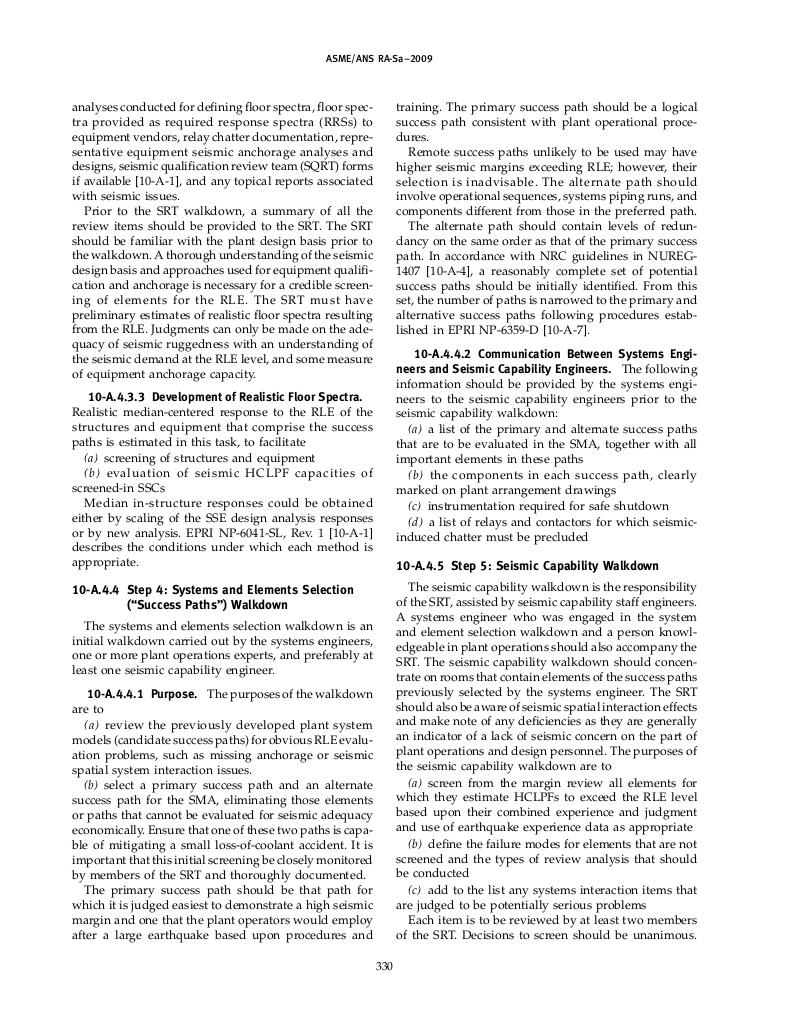 ASME/ANS RA-Sa–2009
analyses conducted for defining floor spectra, floor spec-
tra provided as required response spectra (RRSs) to
equipment vendors, relay chatter documentation, repre-
sentative equipment seismic anchorage analyses and
designs, seismic qualification review team (SQRT) forms
if available [10-A-1], and any topical reports associated
with seismic issues.
Prior to the SRT walkdown, a summary of all the
review items should be provided to the SRT. The SRT
should be familiar with the plant design basis prior to
the walkdown. A thorough understanding of the seismic
design basis and approaches used for equipment qualifi-
cation and anchorage is necessary for a credible screen-
ing of elements for the RLE. The SRT must have
preliminary estimates of realistic floor spectra resulting
from the RLE. Judgments can only be made on the ade-
quacy of seismic ruggedness with an understanding of
the seismic demand at the RLE level, and some measure
of equipment anchorage capacity.
10-A.4.3.3 Development of Realistic Floor Spectra.
Realistic median-centered response to the RLE of the
structures and equipment that comprise the success
paths is estimated in this task, to facilitate
(a) screening of structures and equipment
(b) evaluation of seismic HCLPF capacities of
screened-in SSCs
Median in-structure responses could be obtained
either by scaling of the SSE design analysis responses
or by new analysis. EPRI NP-6041-SL, Rev. 1 [10-A-1]
describes the conditions under which each method is
appropriate.
10-A.4.4 Step 4: Systems and Elements Selection
(“Success Paths”) Walkdown
The systems and elements selection walkdown is an
initial walkdown carried out by the systems engineers,
one or more plant operations experts, and preferably at
least one seismic capability engineer.
10-A.4.4.1 Purpose. The purposes of the walkdown
are to
(a) review the previously developed plant system
models (candidate success paths) for obvious RLE evalu-
ation problems, such as missing anchorage or seismic
spatial system interaction issues.
(b) select a primary success path and an alternate
success path for the SMA, eliminating those elements
or paths that cannot be evaluated for seismic adequacy
economically. Ensure that one of these two paths is capa-
ble of mitigating a small loss-of-coolant accident. It is
important that this initial screening be closely monitored
by members of the SRT and thoroughly documented.
The primary success path should be that path for
which it is judged easiest to demonstrate a high seismic
margin and one that the plant operators would employ
after a large earthquake based upon procedures and
training. The primary success path should be a logical
success path consistent with plant operational proce-
dures.
Remote success paths unlikely to be used may have
higher seismic margins exceeding RLE; however, their
selection is inadvisable. The alternate path should
involve operational sequences, systems piping runs, and
components different from those in the preferred path.
The alternate path should contain levels of redun-
dancy on the same order as that of the primary success
path. In accordance with NRC guidelines in NUREG-
1407 [10-A-4], a reasonably complete set of potential
success paths should be initially identified. From this
set, the number of paths is narrowed to the primary and
alternative success paths following procedures estab-
lished in EPRI NP-6359-D [10-A-7].
10-A.4.4.2 Communication Between Systems Engi-
neers and Seismic Capability Engineers. The following
information should be provided by the systems engi-
neers to the seismic capability engineers prior to the
seismic capability walkdown:
(a) a list of the primary and alternate success paths
that are to be evaluated in the SMA, together with all
important elements in these paths
(b) the components in each success path, clearly
marked on plant arrangement drawings
(c) instrumentation required for safe shutdown
(d) a list of relays and contactors for which seismic-
induced chatter must be precluded
10-A.4.5 Step 5: Seismic Capability Walkdown
The seismic capability walkdown is the responsibility
of the SRT, assisted by seismic capability staff engineers.
A systems engineer who was engaged in the system
and element selection walkdown and a person knowl-
edgeable in plant operations should also accompany the
SRT. The seismic capability walkdown should concen-
trate on rooms that contain elements of the success paths
previously selected by the systems engineer. The SRT
should also be aware of seismic spatial interaction effects
and make note of any deficiencies as they are generally
an indicator of a lack of seismic concern on the part of
plant operations and design personnel. The purposes of
the seismic capability walkdown are to
(a) screen from the margin review all elements for
which they estimate HCLPFs to exceed the RLE level
based upon their combined experience and judgment
and use of earthquake experience data as appropriate
(b) define the failure modes for elements that are not
screened and the types of review analysis that should
be conducted
(c) add to the list any systems interaction items that
are judged to be potentially serious problems
Each item is to be reviewed by at least two members
of the SRT. Decisions to screen should be unanimous.
330